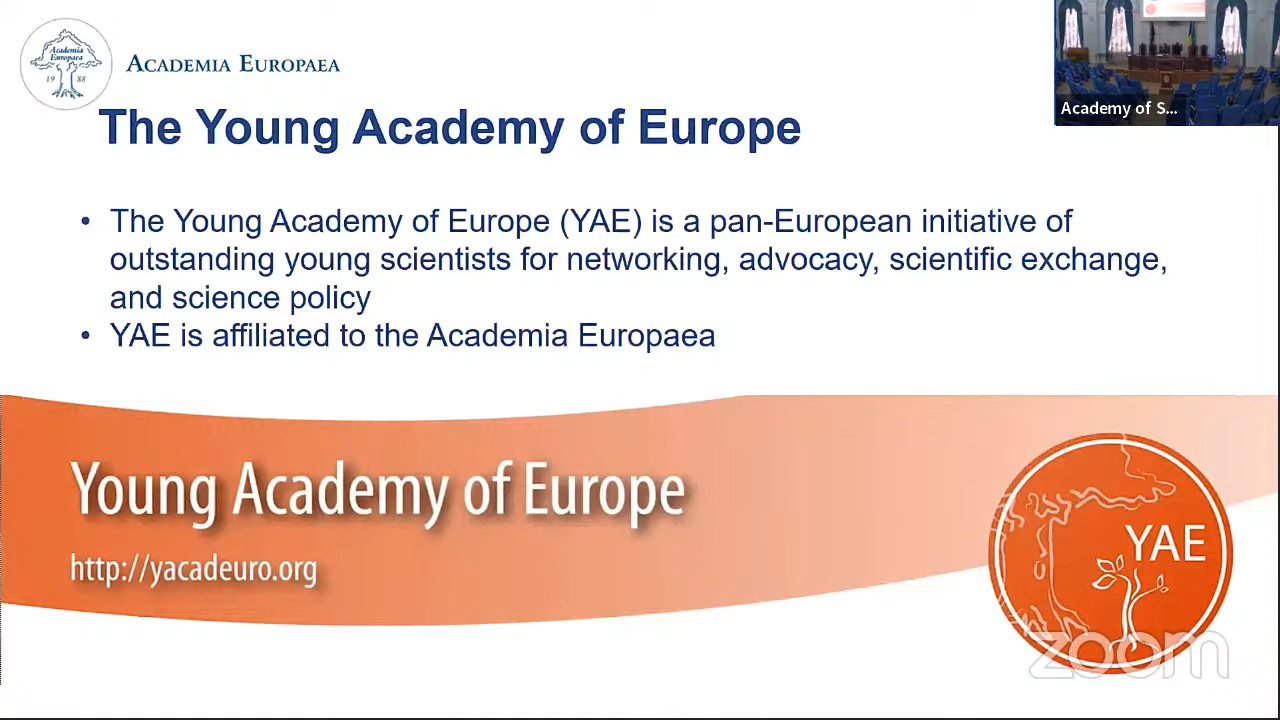 Academia
Europaea
19 88
ACADEMIA EUROPAEA
Academy of S...
The Young Academy of Europe
• The Young Academy of Europe (YAE) is a pan-European initiative of
outstanding young scientists for networking, advocacy, scientific exchange,
and science policy
• YAE is affiliated to the Academia Europaea
Young Academy of Europe
http://yacadeuro.org
YAE
zoom